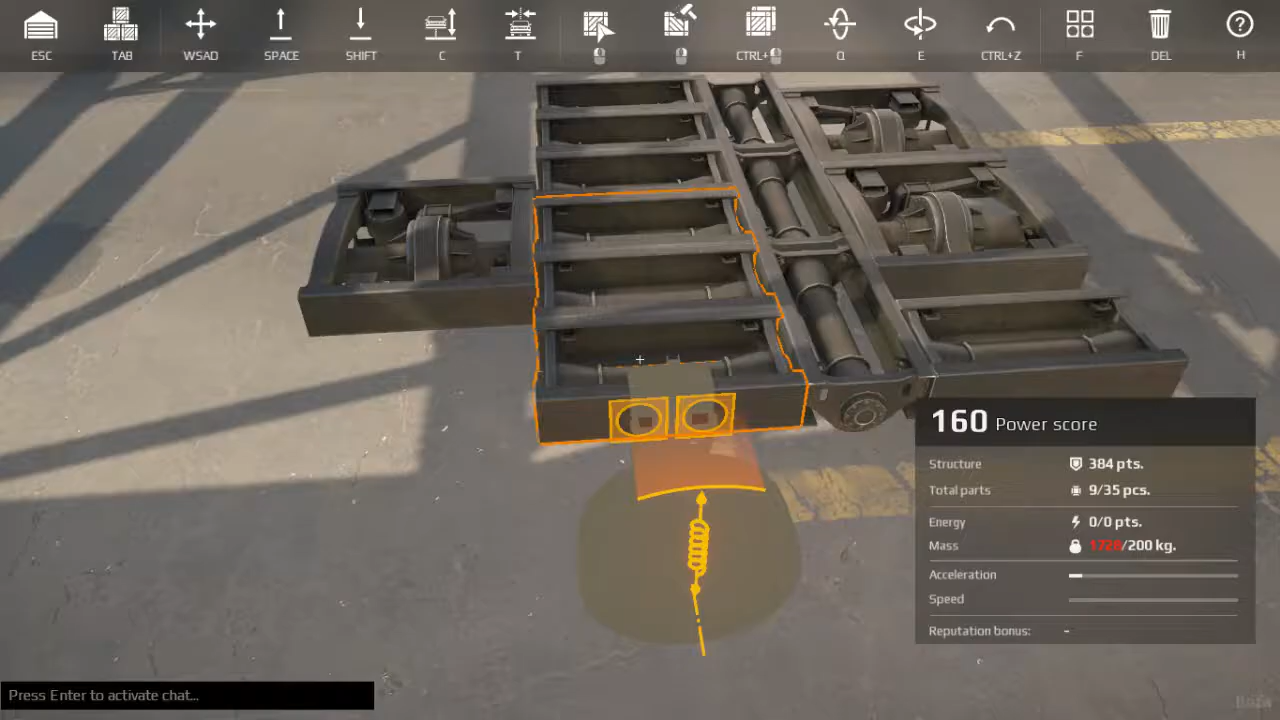 ESC
TAB
WSAD
SPACE
SHIFT
C
T
CTRL+
Q
E
CTRL+Z
F
DEL
?
H
160 Power score
Structure 384 pts.
Total parts 9/35 pcs.
Energy 0/0 pts.
Mass 1728/200 kg.
Acceleration
Speed
Reputation bonus: -
Press Enter to activate chat...